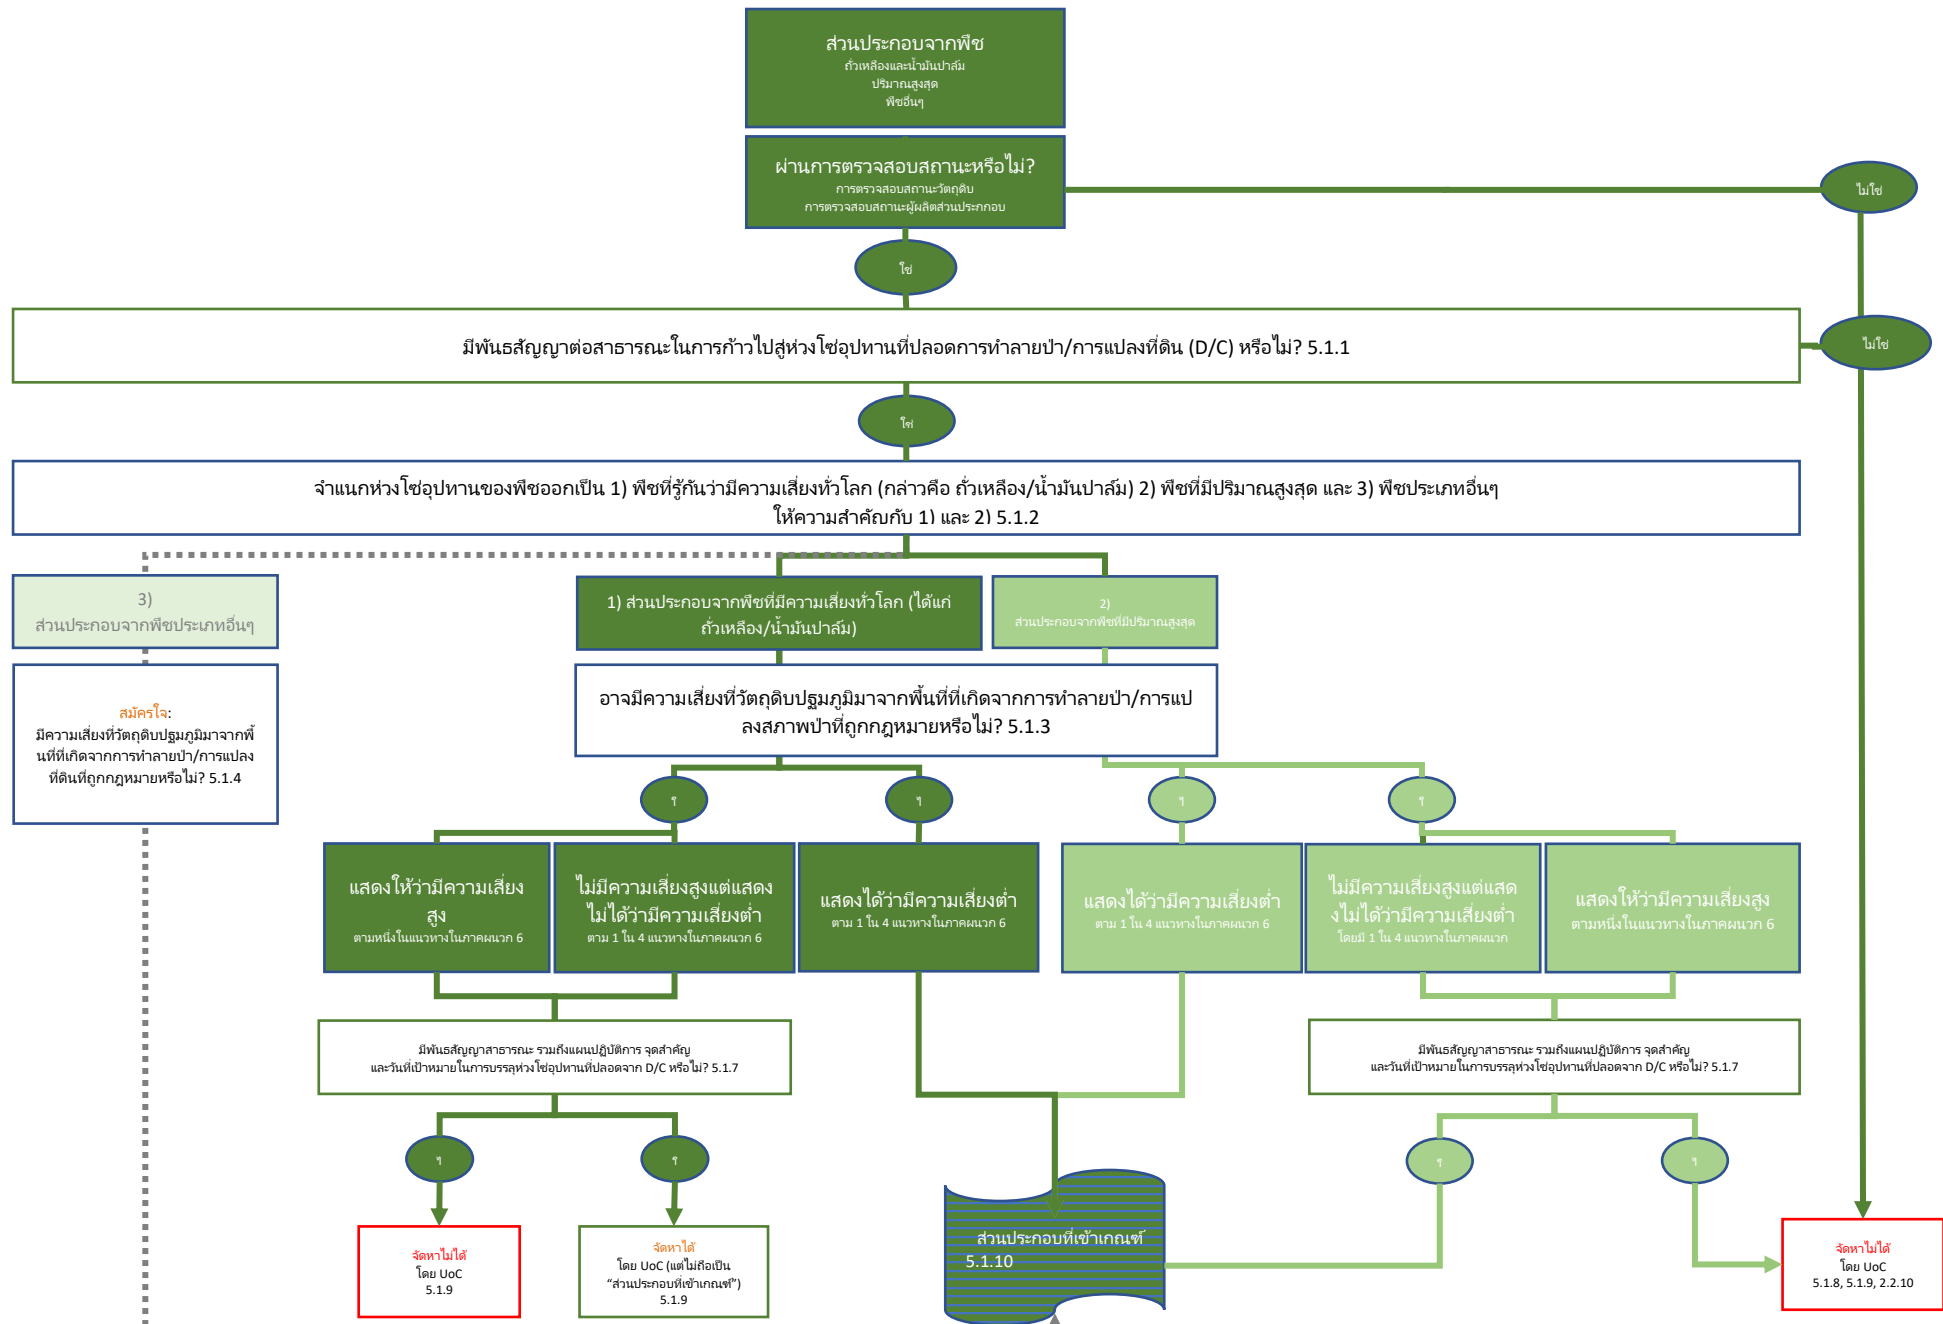 ส่วนประกอบจากพืช
ถั่วเหลืองและน้ำมันปาล์ม
ปริมาณสูงสุด
พืชอื่นๆ
ผ่านการตรวจสอบสถานะหรือไม่?
การตรวจสอบสถานะวัตถุดิบ
การตรวจสอบสถานะผู้ผลิตส่วนประกกอบ
ไม่ใช่
ใช่
มีพันธสัญญาต่อสาธารณะในการก้าวไปสู่ห่วงโซ่อุปทานที่ปลอดการทำลายป่า/การแปลงที่ดิน (D/C) หรือไม่? 5.1.1
ไม่ใช่
ใช่
จำแนกห่วงโซ่อุปทานของพืชออกเป็น 1) พืชที่รู้กันว่ามีความเสี่ยงทั่วโลก (กล่าวคือ ถั่วเหลือง/น้ำมันปาล์ม) 2) พืชที่มีปริมาณสูงสุด และ 3) พืชประเภทอื่นๆ
ให้ความสำคัญกับ 1) และ 2) 5.1.2
3)
ส่วนประกอบจากพืชประเภทอื่นๆ
1) ส่วนประกอบจากพืชที่มีความเสี่ยงทั่วโลก (ได้แก่
ถั่วเหลือง/น้ำมันปาล์ม)
2)
ส่วนประกอบจากพืชที่มีปริมาณสูงสุด
สมัครใจ:
มีความเสี่ยงที่วัตถุดิบปฐมภูมิมาจากพื้
นที่ที่เกิดจากการทำลายป่า/การแปลง
ที่ดินที่ถูกกฎหมายหรือไม่? 5.1.4
อาจมีความเสี่ยงที่วัตถุดิบปฐมภูมิมาจากพื้นที่ที่เกิดจากการทำลายป่า/การแป
ลงสภาพป่าที่ถูกกฎหมายหรือไม่? 5.1.3
ใ
ไ
ไ
ใ
แสดงให้ว่ามีความเสี่ยง
สูง
ตามหนึ่งในแนวทางในภาคผนวก 6
ไม่มีความเสี่ยงสูงแต่แสดง
ไม่ได้ว่ามีความเสี่ยงต่ำ
ตาม 1 ใน 4 แนวทางในภาคผนวก 6
แสดงได้ว่ามีความเสี่ยงต่ำ
ตาม 1 ใน 4 แนวทางในภาคผนวก 6
แสดงได้ว่ามีความเสี่ยงต่ำ
ตาม 1 ใน 4 แนวทางในภาคผนวก 6
ไม่มีความเสี่ยงสูงแต่แสด
งไม่ได้ว่ามีความเสี่ยงต่ำ
โดยมี 1 ใน 4 แนวทางในภาคผนวก
แสดงให้ว่ามีความเสี่ยงสูง
ตามหนึ่งในแนวทางในภาคผนวก 6
มีพันธสัญญาสาธารณะ รวมถึงแผนปฏิบัติการ จุดสำคัญ
และวันที่เป้าหมายในการบรรลุห่วงโซ่อุปทานที่ปลอดจาก D/C หรือไม่? 5.1.7
มีพันธสัญญาสาธารณะ รวมถึงแผนปฏิบัติการ จุดสำคัญ
และวันที่เป้าหมายในการบรรลุห่วงโซ่อุปทานที่ปลอดจาก D/C หรือไม่? 5.1.7
ไ
ใ
ใ
ไ
จัดหาไม่ได้
โดย UoC
5.1.9
จัดหาได้
โดย UoC (แต่ไม่ถือเป็น
“ส่วนประกอบที่เข้าเกณฑ์”)
5.1.9
ส่วนประกอบที่เข้าเกณฑ์
5.1.10
จัดหาไม่ได้
โดย UoC
5.1.8, 5.1.9, 2.2.10